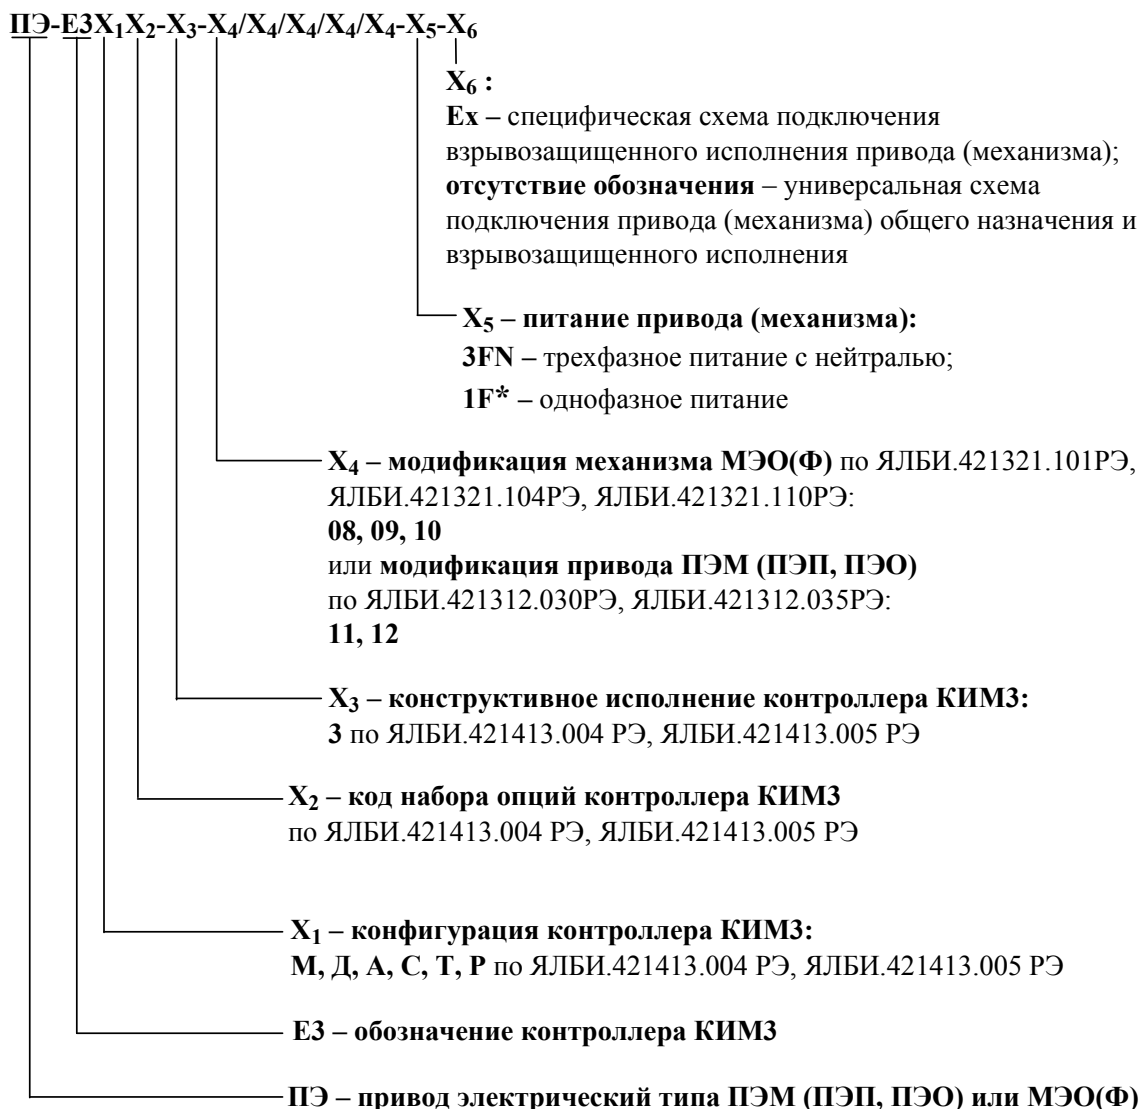 ПЭ-Е3X₁X₂-X₃-X₄/X₄/X₄/X₄/X₄-X₅-X₆
X₆ :
Ex – специфическая схема подключения
взрывозащищенного исполнения привода (механизма);
отсутствие обозначения – универсальная схема
подключения привода (механизма) общего назначения и
взрывозащищенного исполнения
X₅ – питание привода (механизма):
3FN – трехфазное питание с нейтралью;
1F* – однофазное питание
X₄ – модификация механизма МЭО(Ф) по ЯЛБИ.421321.101РЭ,
ЯЛБИ.421321.104РЭ, ЯЛБИ.421321.110РЭ:
08, 09, 10
или модификация привода ПЭМ (ПЭП, ПЭО)
по ЯЛБИ.421312.030РЭ, ЯЛБИ.421312.035РЭ:
11, 12
X₃ – конструктивное исполнение контроллера КИМ3:
3 по ЯЛБИ.421413.004 РЭ, ЯЛБИ.421413.005 РЭ
X₂ – код набора опций контроллера КИМ3
по ЯЛБИ.421413.004 РЭ, ЯЛБИ.421413.005 РЭ
X₁ – конфигурация контроллера КИМ3:
М, Д, А, С, Т, Р по ЯЛБИ.421413.004 РЭ, ЯЛБИ.421413.005 РЭ
Е3 – обозначение контроллера КИМ3
ПЭ – привод электрический типа ПЭМ (ПЭП, ПЭО) или МЭО(Ф)